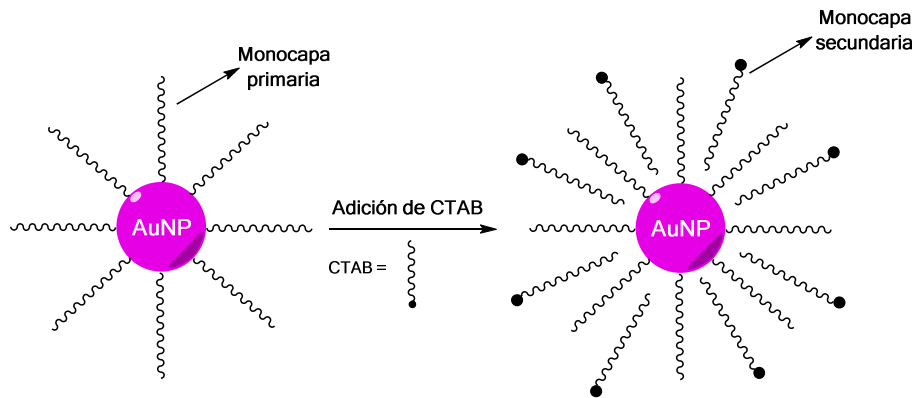 Monocapa
primaria
AuNP
Adición de CTAB
CTAB =
Monocapa
secundaria
AuNP